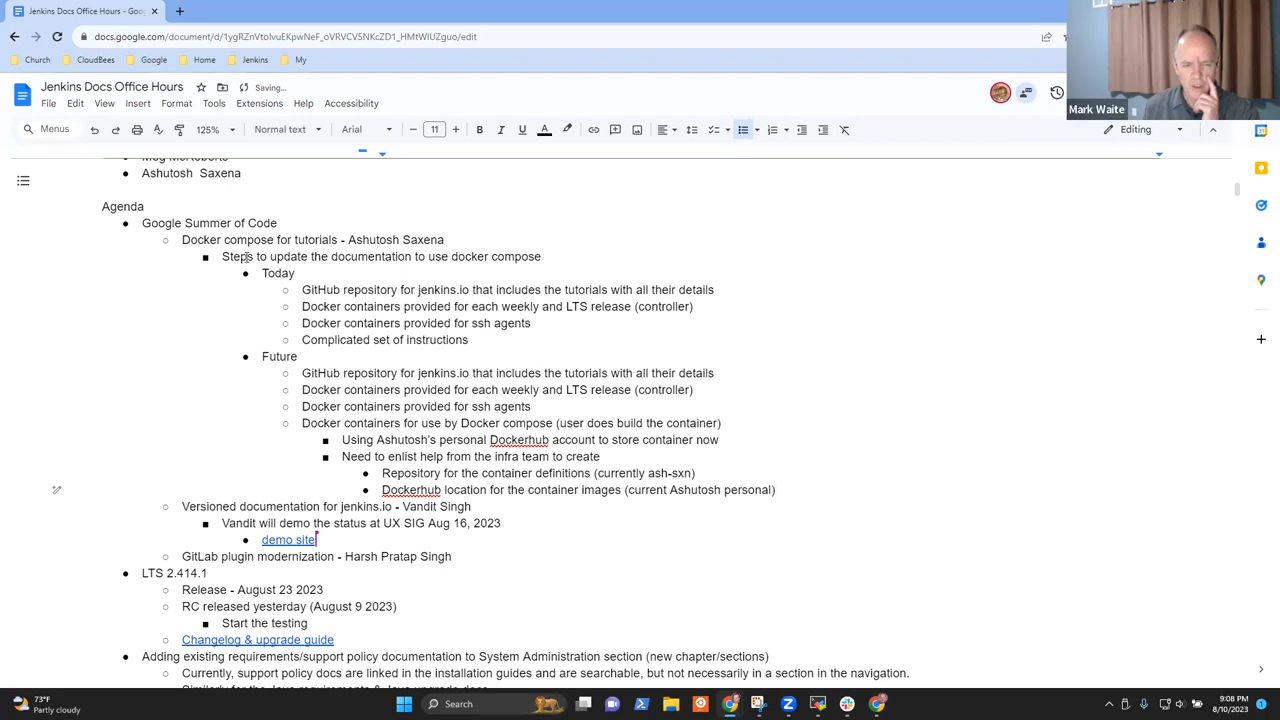 Jenkins Docs Office Hours - Goo
docs.google.com/document/d/1ygRZnVtoIvuEKpwNeF_oVRVCV5NKcZD1_HMtWlUZguo/edit
Church
CloudBees
Google
Home
Jenkins
My
Mark Waite
Jenkins Docs Office Hours
Saving...
File Edit View Insert Format Tools Extensions Help Accessibility
Menus 125% Normal text Arial 11 B I U A Editing
Meg McRoberts
Ashutosh Saxena
Agenda
Google Summer of Code
Docker compose for tutorials - Ashutosh Saxena
Steps to update the documentation to use docker compose
Today
GitHub repository for jenkins.io that includes the tutorials with all their details
Docker containers provided for each weekly and LTS release (controller)
Docker containers provided for ssh agents
Complicated set of instructions
Future
GitHub repository for jenkins.io that includes the tutorials with all their details
Docker containers provided for each weekly and LTS release (controller)
Docker containers provided for ssh agents
Docker containers for use by Docker compose (user does build the container)
Using Ashutosh's personal Dockerhub account to store container now
Need to enlist help from the infra team to create
Repository for the container definitions (currently ash-sxn)
Dockerhub location for the container images (current Ashutosh personal)
Versioned documentation for jenkins.io - Vandit Singh
Vandit will demo the status at UX SIG Aug 16, 2023
demo site
GitLab plugin modernization - Harsh Pratap Singh
LTS 2.414.1
Release - August 23 2023
RC released yesterday (August 9 2023)
Start the testing
Changelog & upgrade guide
Adding existing requirements/support policy documentation to System Administration section (new chapter/sections)
Currently, support policy docs are linked in the installation guides and are searchable, but not necessarily in a section in the navigation.
Similarly for the Java requirements & Java upgrade docs
73°F
Partly cloudy
Search
9:08 PM
8/10/2023